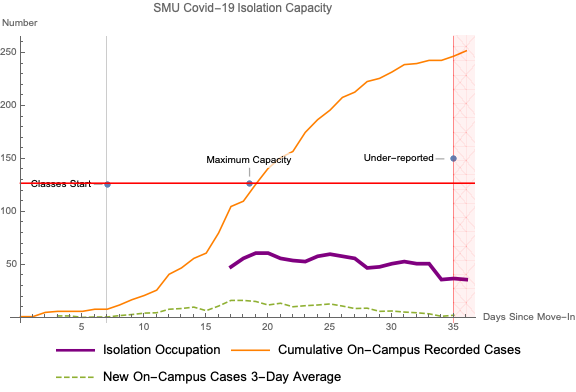 SMU Covid-19 Isolation Capacity
Number
250
200
150
100
50
Maximum Capacity
Under-reported
Classes Start
5 10 15 20 25 30 35 Days Since Move-In
Isolation Occupation Cumulative On-Campus Recorded Cases
New On-Campus Cases 3-Day Average